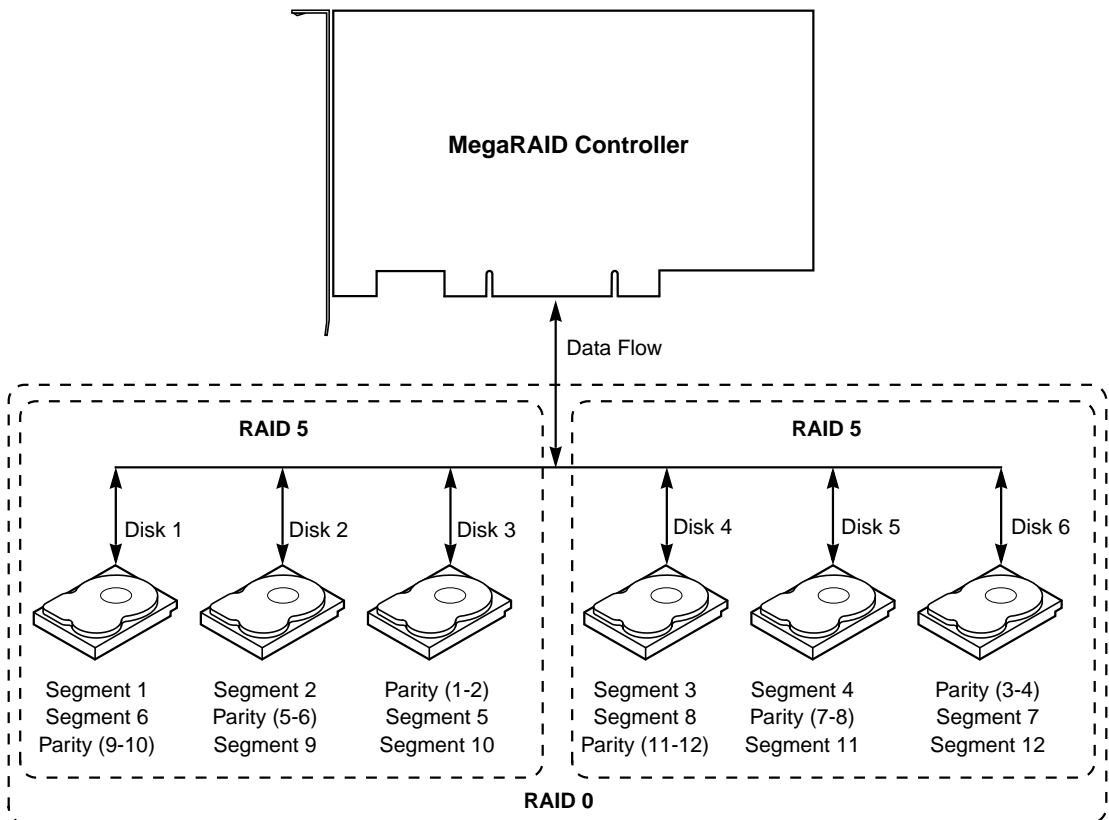 MegaRAID Controller
Data Flow
RAID 5
RAID 5
Disk 1
Disk 2
Disk 3
Disk 4
Disk 5
Disk 6
Segment 1
Segment 6
Parity (9-10)
Segment 2
Parity (5-6)
Segment 9
Parity (1-2)
Segment 5
Segment 10
Segment 3
Segment 8
Parity (11-12)
Segment 4
Parity (7-8)
Segment 11
Parity (3-4)
Segment 7
Segment 12
RAID 0